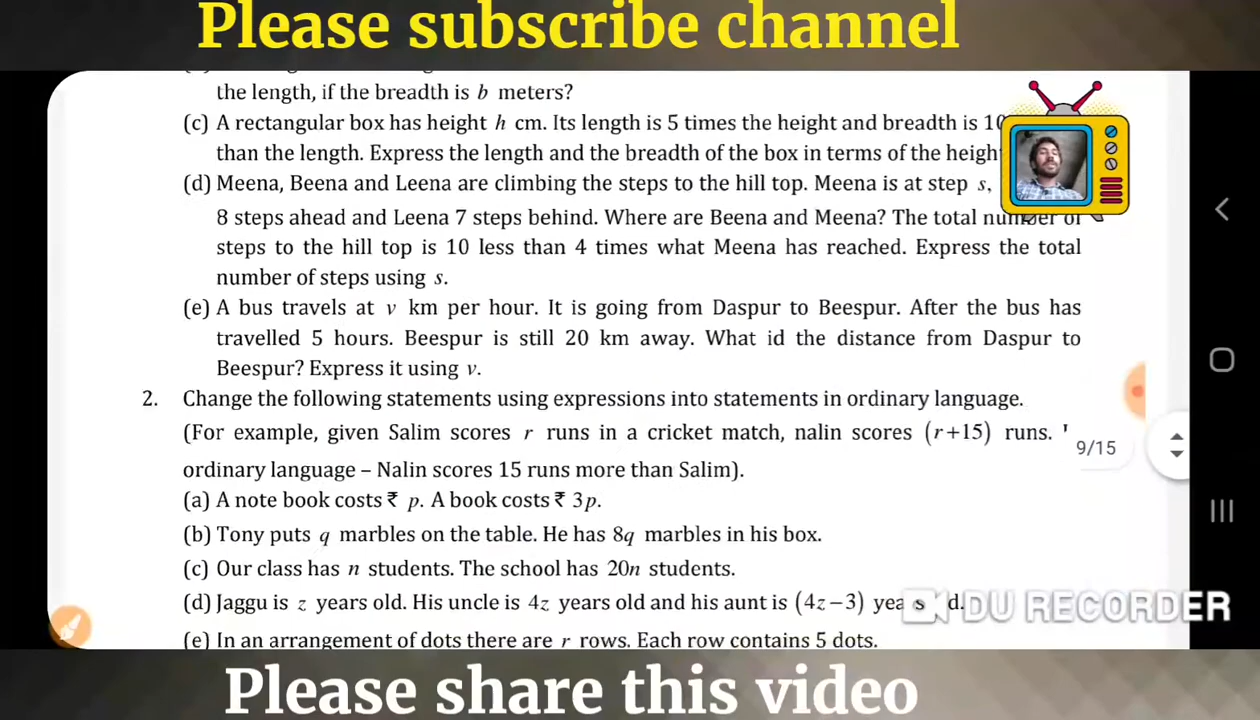 Please subscribe channel
the length, if the breadth is b meters?
(c) A rectangular box has height h cm. Its length is 5 times the height and breadth is 10
than the length. Express the length and the breadth of the box in terms of the height
(d) Meena, Beena and Leena are climbing the steps to the hill top. Meena is at step s,
8 steps ahead and Leena 7 steps behind. Where are Beena and Meena? The total number of
steps to the hill top is 10 less than 4 times what Meena has reached. Express the total
number of steps using s.
(e) A bus travels at v km per hour. It is going from Daspur to Beespur. After the bus has
travelled 5 hours. Beespur is still 20 km away. What id the distance from Daspur to
Beespur? Express it using v.
2. Change the following statements using expressions into statements in ordinary language.
(For example, given Salim scores r runs in a cricket match, nalin scores (r+15) runs.
9/15
ordinary language – Nalin scores 15 runs more than Salim).
(a) A note book costs ₹ p. A book costs ₹ 3p.
(b) Tony puts q marbles on the table. He has 8q marbles in his box.
(c) Our class has n students. The school has 20n students.
(d) Jaggu is z years old. His uncle is 4z years old and his aunt is (4z−3)
DU RECORDER
(e) In an arrangement of dots there are r rows. Each row contains 5 dots.
Please share this video